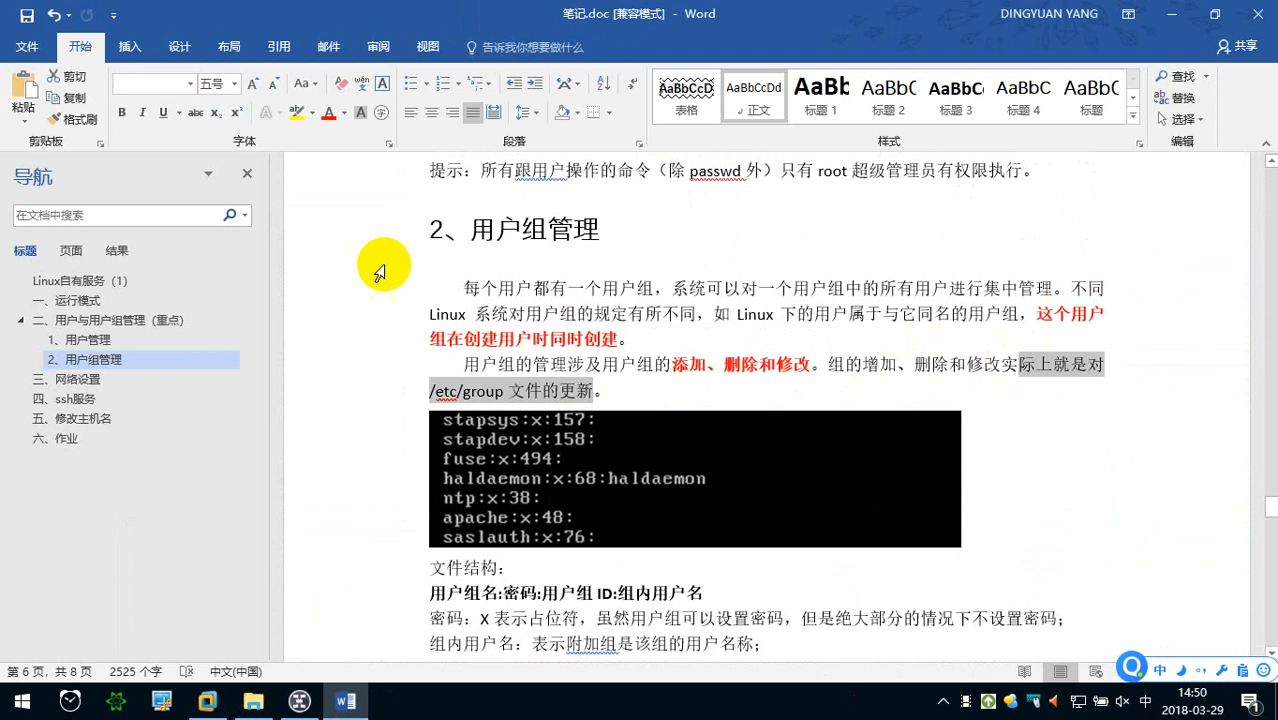 笔记.doc [兼容模式] - Word
DINGYUAN YANG
文件 开始 插入 设计 布局 引用 邮件 审阅 视图 告诉我你想要做什么 共享
粘贴
剪切
复制
格式刷
剪贴板
五号
字体
段落
AaBbCcD 表格
AaBbCcDd 正文
AaBb 标题 1
AaBbC 标题 2
AaBbC 标题 3
AaBbC 标题 4
AaBbC 标题
样式
查找
替换
选择
编辑
导航
在文档中搜索
标题 页面 结果
Linux自有服务(1)
一、运行模式
二、用户与用户组管理(重点)
1、用户管理
2、用户组管理
三、网络设置
四、ssh服务
五、修改主机名
六、作业
提示:所有跟用户操作的命令(除 passwd 外)只有 root 超级管理员有权限执行。
2、用户组管理
每个用户都有一个用户组,系统可以对一个用户组中的所有用户进行集中管理。不同
Linux 系统对用户组的规定有所不同,如 Linux 下的用户属于与它同名的用户组,这个用户
组在创建用户时同时创建。
用户组的管理涉及用户组的添加、删除和修改。组的增加、删除和修改实际上就是对
/etc/group 文件的更新。
stapsys:x:157:
stapdev:x:158:
fuse:x:494:
haldaemon:x:68:haldaemon
ntp:x:38:
apache:x:48:
saslauth:x:76:
文件结构:
用户组名:密码:用户组 ID:组内用户名
密码:X 表示占位符,虽然用户组可以设置密码,但是绝大部分的情况下不设置密码;
组内用户名:表示附加组是该组的用户名称;
第 6 页,共 8 页 2525 个字 中文(中国)
中
中 14:50
2018-03-29